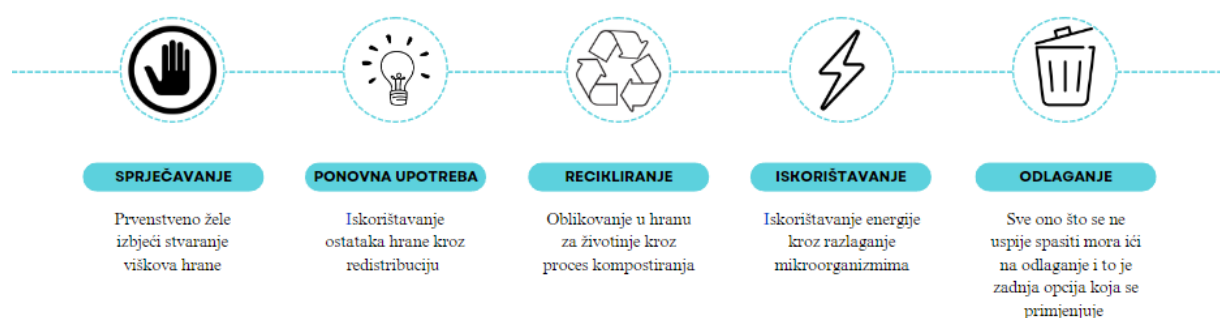 SPRJEČAVANJE
Prvenstveno žele
izbjeći stvaranje
viškova hrane
PONOVNA UPOTREBA
Iskorištavanje
ostataka hrane kroz
redistribuciju
RECIKLIRANJE
Oblikovanje u hranu
za životinje kroz
proces kompostiranja
ISKORIŠTAVANJE
Iskorištavanje energije
kroz razlaganje
mikroorganizmima
ODLAGANJE
Sve ono što se ne
uspije spasiti mora ići
na odlaganje i to je
zadnja opcija koja se
primjenjuje